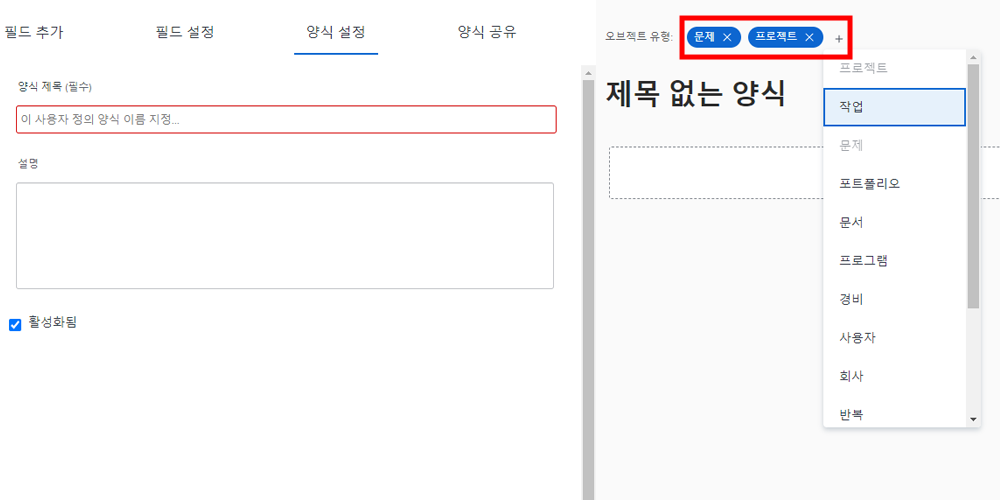 필드 추가
필드 설정
양식 설정
양식 공유
양식 제목 (필수)
이 사용자 정의 양식 이름 지정...
설명
활성화됨
오브젝트 유형:
문제
프로젝트
+
제목 없는 양식
프로젝트
작업
문제
포트폴리오
문서
프로그램
경비
사용자
회사
반복